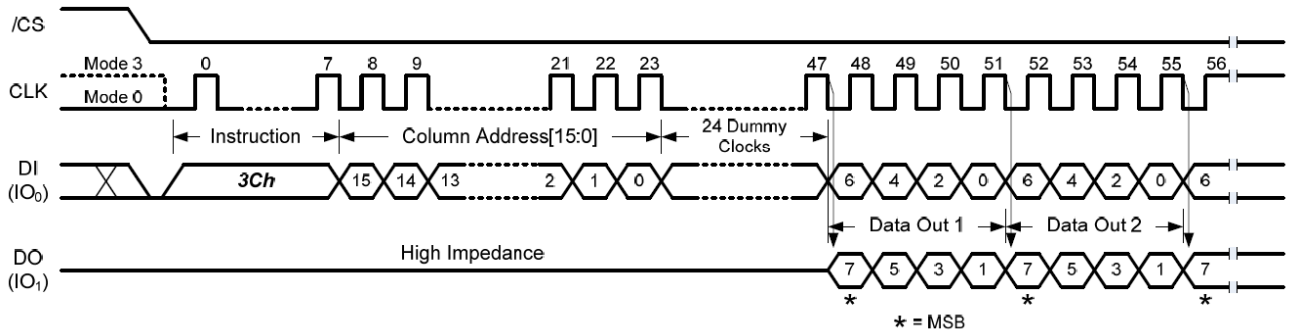 /CS
Mode 3 0 7 8 9 21 22 23 47 48 49 50 51 52 53 54 55 56
CLK
Mode 0
Instruction Column Address[15:0] 24 Dummy
Clocks
DI
(IO0) 3Ch 15 14 13 2 1 0 6 4 2 0 6 4 2 0 6
Data Out 1 Data Out 2
High Impedance
DO
(IO1) 7 5 3 1 7 5 3 1 7
* * *
* = MSB